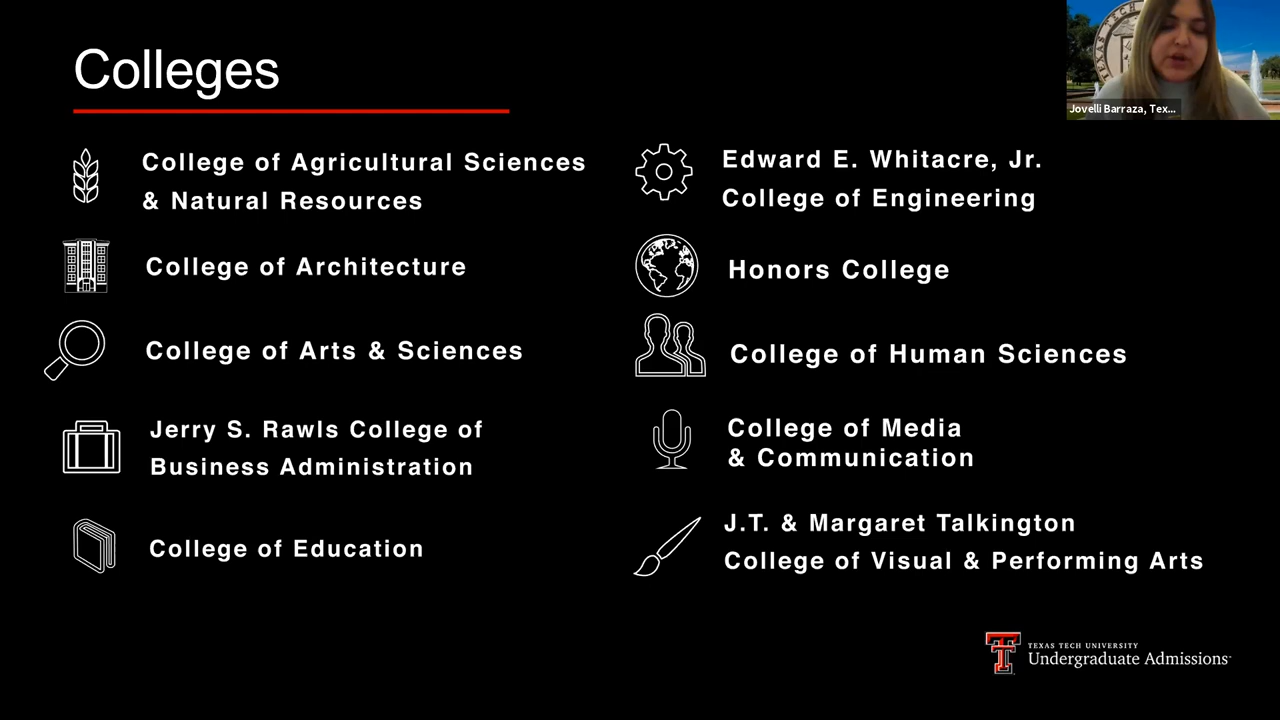 Colleges
College of Agricultural Sciences
& Natural Resources
College of Architecture
College of Arts & Sciences
Jerry S. Rawls College of
Business Administration
College of Education
Edward E. Whitacre, Jr.
College of Engineering
Honors College
College of Human Sciences
College of Media
& Communication
J.T. & Margaret Talkington
College of Visual & Performing Arts
TEXAS TECH UNIVERSITY
Undergraduate Admissions
TEXAS TECH
Jovelli Barraza, Tex...